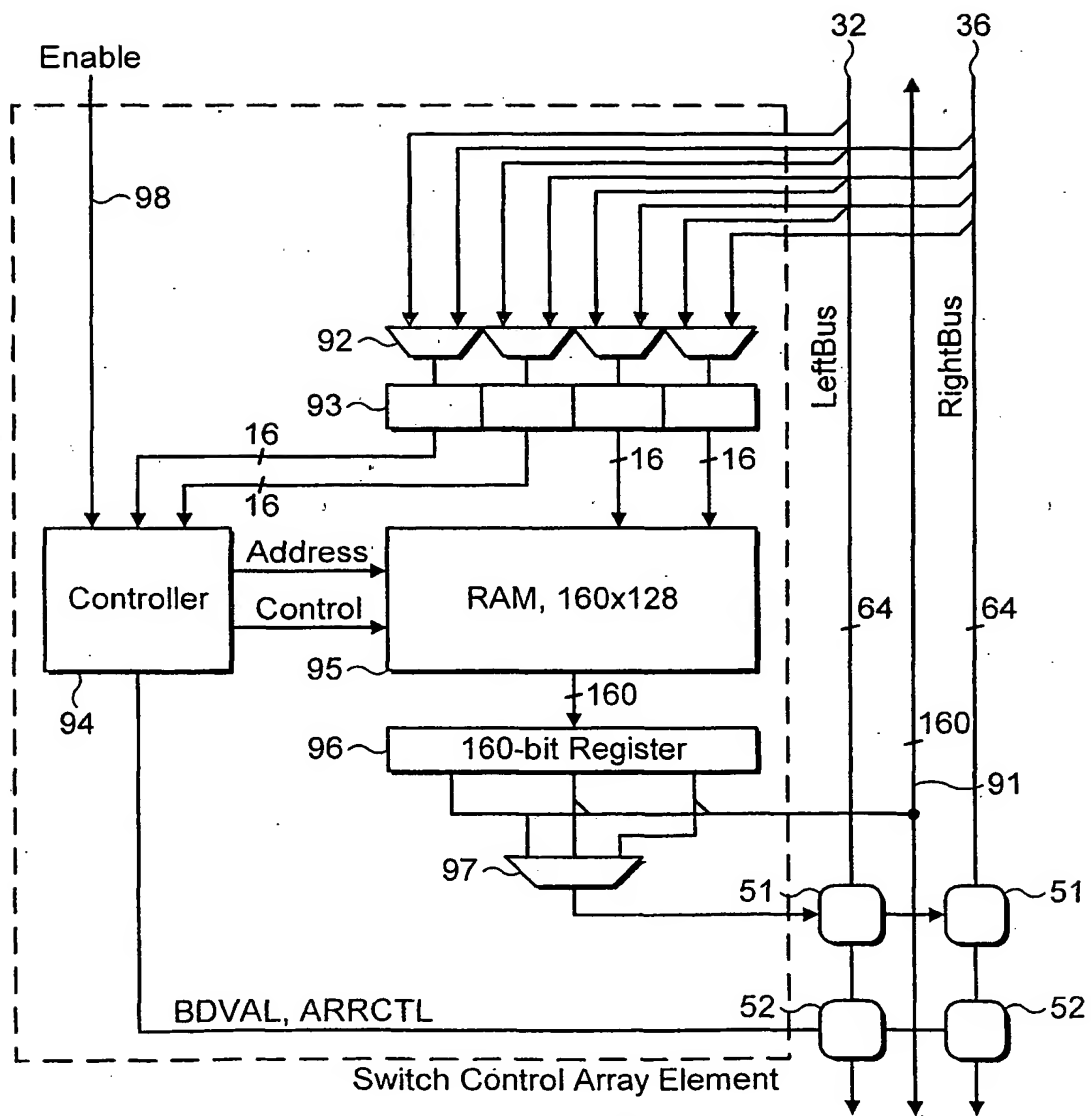 32
36
Enable
98
92
LeftBus
RightBus
93
16
16
16
16
Address
Controller
Control
RAM, 160x128
64
64
94
95
160
160
96
160-bit Register
91
97
51
51
BDVAL, ARRCTL
52
52
Switch Control Array Element